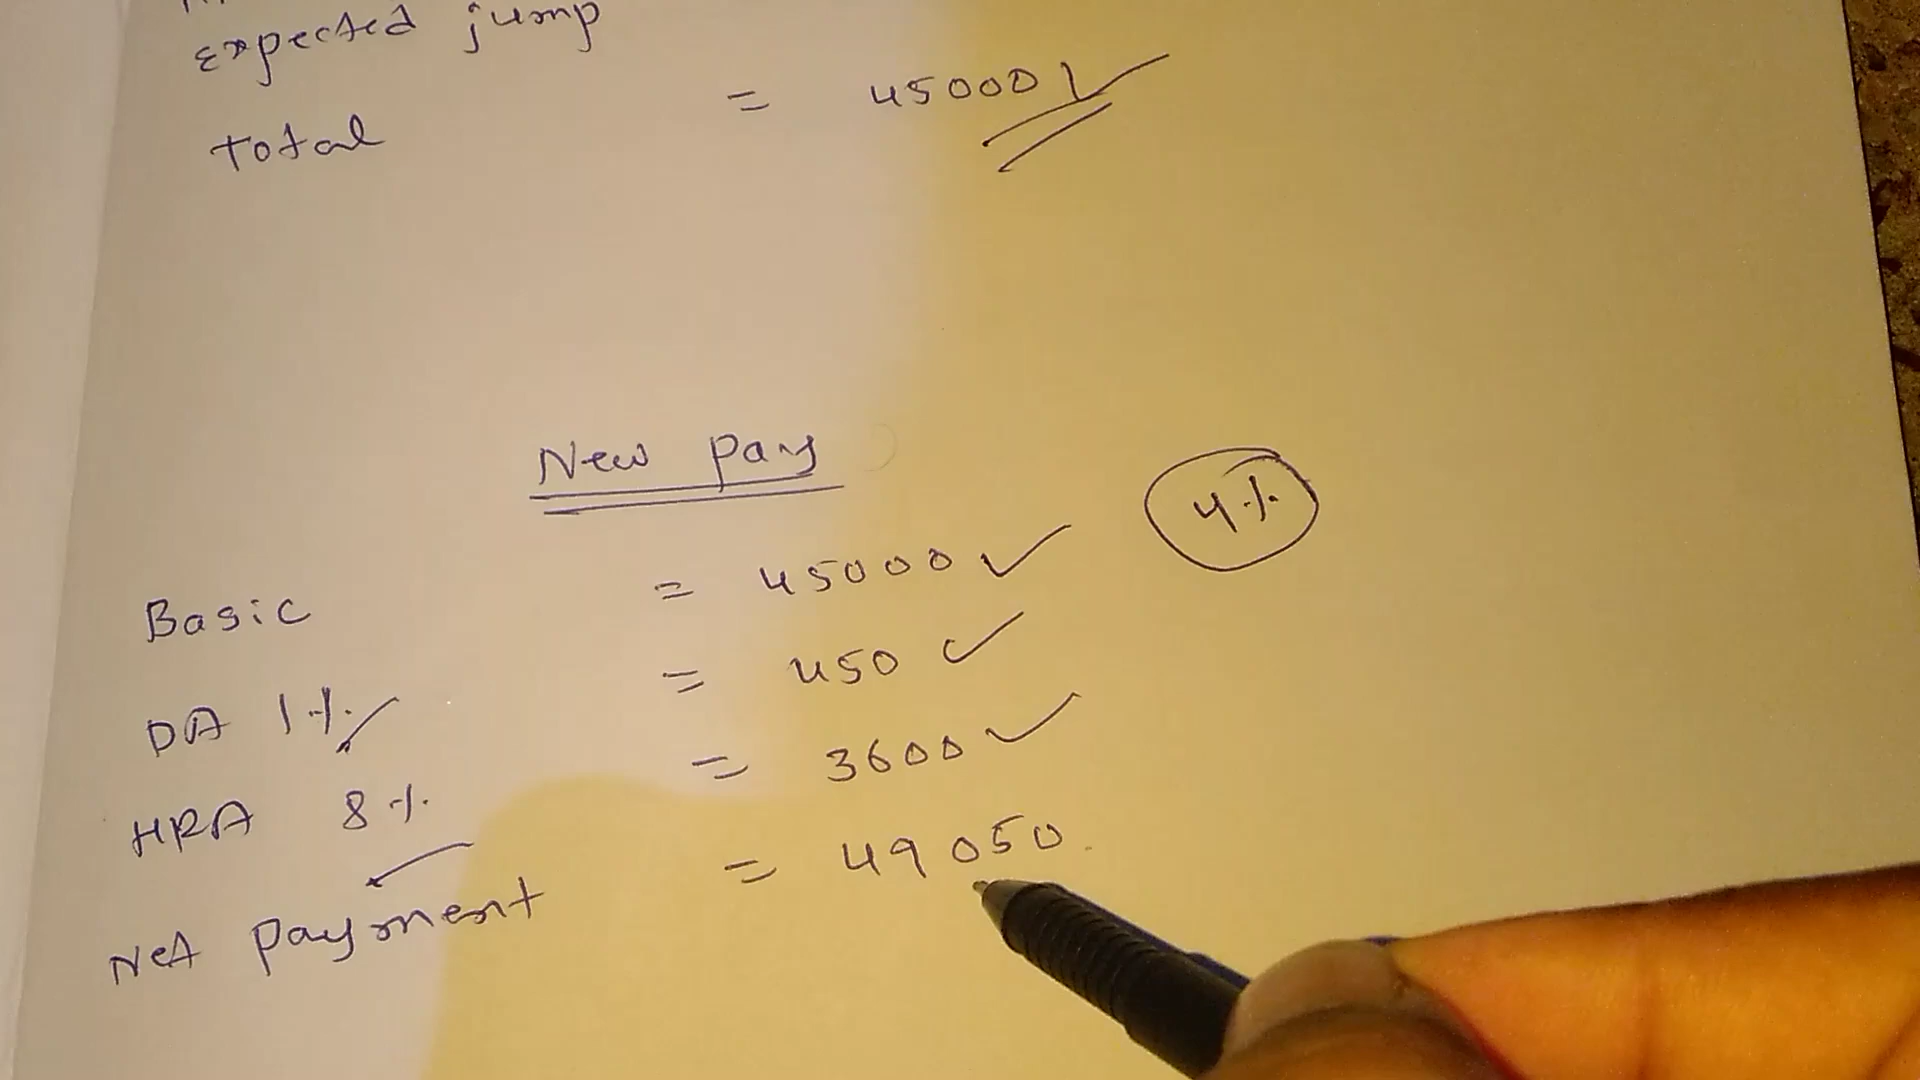 expected jump
Total = 45000
New Pay
4%
Basic = 45000
DA 1% = 450
HRA 8% = 3600
Net Payment = 49050